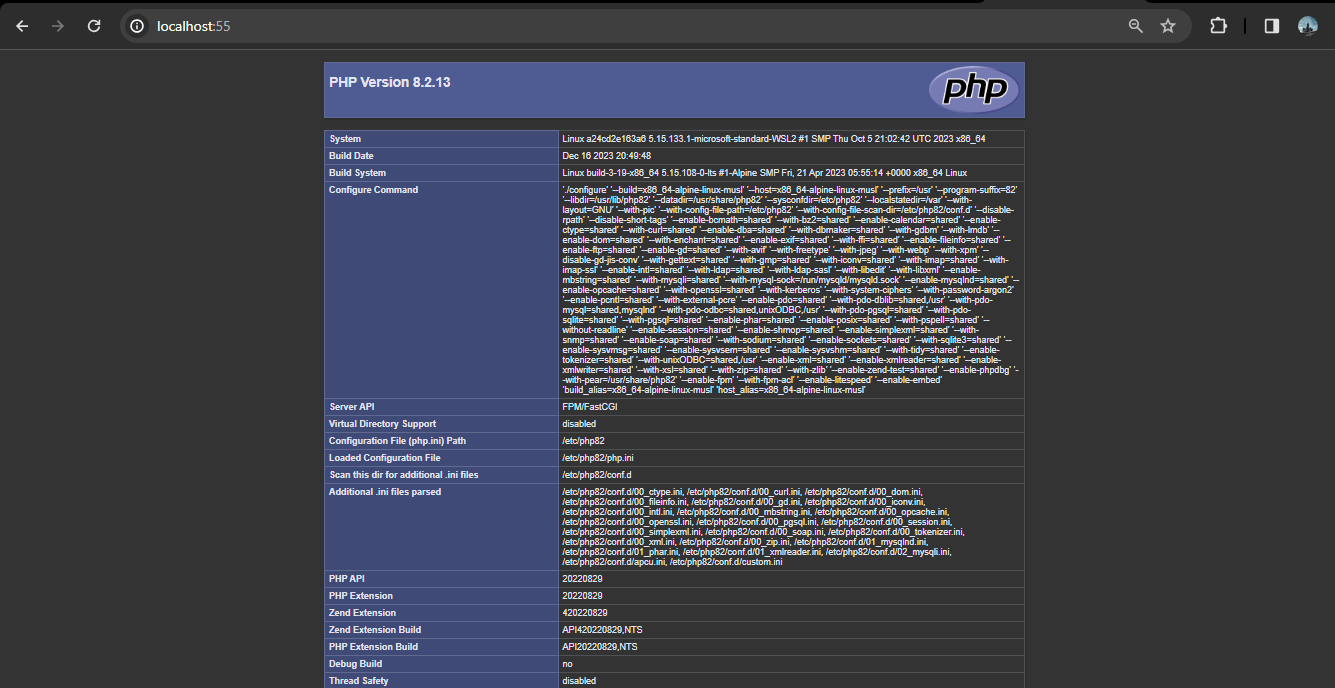 localhost:55
PHP Version 8.2.13
php
System
Linux a24cd2e163a6 5.15.133.1-microsoft-standard-WSL2 #1 SMP Thu Oct 5 21:02:42 UTC 2023 x86_64
Build Date
Dec 16 2023 20:49:48
Build System
Linux build-3-19-x86_64 5.15.108-0-lts #1-Alpine SMP Fri, 21 Apr 2023 05:55:14 +0000 x86_64 Linux
Configure Command
'./configure' '--build=x86_64-alpine-linux-musl' '--host=x86_64-alpine-linux-musl' '--prefix=/usr' '--program-suffix=82'
'--libdir=/usr/lib/php82' '--datadir=/usr/share/php82' '--sysconfdir=/etc/php82' '--localstatedir=/var' '--with-
layout=GNU' '--with-pic' '--with-config-file-path=/etc/php82' '--with-config-file-scan-dir=/etc/php82/conf.d' '--disable-
rpath' '--disable-short-tags' '--enable-bcmath=shared' '--with-bz2=shared' '--enable-calendar=shared' '--enable-
ctype=shared' '--with-curl=shared' '--enable-dba=shared' '--with-dbmaker=shared' '--with-gdbm' '--with-lmdb' '--
enable-dom=shared' '--with-enchant=shared' '--enable-exif=shared' '--with-ffi=shared' '--enable-fileinfo=shared' '--
enable-ftp=shared' '--enable-gd=shared' '--with-avif' '--with-freetype' '--with-jpeg' '--with-webp' '--with-xpm' '--
disable-gd-jis-conv' '--with-gettext=shared' '--with-gmp=shared' '--with-iconv=shared' '--with-imap=shared' '--with-
imap-ssl' '--enable-intl=shared' '--with-ldap=shared' '--with-ldap-sasl' '--with-libedit' '--with-libxml' '--enable-
mbstring=shared' '--with-mysqli=shared' '--with-mysql-sock=/run/mysqld/mysqld.sock' '--enable-mysqlnd=shared' '--
enable-opcache=shared' '--with-openssl=shared' '--with-kerberos' '--with-system-ciphers' '--with-password-argon2'
'--enable-pcntl=shared' '--with-external-pcre' '--enable-pdo=shared' '--with-pdo-dblib=shared,/usr' '--with-pdo-
mysql=shared,mysqlnd' '--with-pdo-odbc=shared,unixODBC,/usr' '--with-pdo-pgsql=shared' '--with-pdo-
sqlite=shared' '--with-pgsql=shared' '--enable-phar=shared' '--enable-posix=shared' '--with-pspell=shared' '--
without-readline' '--enable-session=shared' '--enable-shmop=shared' '--enable-simplexml=shared' '--with-
snmp=shared' '--enable-soap=shared' '--with-sodium=shared' '--enable-sockets=shared' '--with-sqlite3=shared' '--
enable-sysvmsg=shared' '--enable-sysvsem=shared' '--enable-sysvshm=shared' '--with-tidy=shared' '--enable-
tokenizer=shared' '--with-unixODBC=shared,/usr' '--enable-xml=shared' '--enable-xmlreader=shared' '--enable-
xmlwriter=shared' '--with-xsl=shared' '--with-zip=shared' '--with-zlib' '--enable-zend-test=shared' '--enable-phpdbg' '-
-with-pear=/usr/share/php82' '--enable-fpm' '--with-fpm-acl' '--enable-litespeed' '--enable-embed'
'build_alias=x86_64-alpine-linux-musl' 'host_alias=x86_64-alpine-linux-musl'
Server API
FPM/FastCGI
Virtual Directory Support
disabled
Configuration File (php.ini) Path
/etc/php82
Loaded Configuration File
/etc/php82/php.ini
Scan this dir for additional .ini files
/etc/php82/conf.d
Additional .ini files parsed
/etc/php82/conf.d/00_ctype.ini, /etc/php82/conf.d/00_curl.ini, /etc/php82/conf.d/00_dom.ini,
/etc/php82/conf.d/00_fileinfo.ini, /etc/php82/conf.d/00_gd.ini, /etc/php82/conf.d/00_iconv.ini,
/etc/php82/conf.d/00_intl.ini, /etc/php82/conf.d/00_mbstring.ini, /etc/php82/conf.d/00_opcache.ini,
/etc/php82/conf.d/00_openssl.ini, /etc/php82/conf.d/00_pgsql.ini, /etc/php82/conf.d/00_session.ini,
/etc/php82/conf.d/00_simplexml.ini, /etc/php82/conf.d/00_soap.ini, /etc/php82/conf.d/00_tokenizer.ini,
/etc/php82/conf.d/00_xml.ini, /etc/php82/conf.d/00_zip.ini, /etc/php82/conf.d/01_mysqlnd.ini,
/etc/php82/conf.d/01_phar.ini, /etc/php82/conf.d/01_xmlreader.ini, /etc/php82/conf.d/02_mysqli.ini,
/etc/php82/conf.d/apcu.ini, /etc/php82/conf.d/custom.ini
PHP API
20220829
PHP Extension
20220829
Zend Extension
420220829
Zend Extension Build
API420220829,NTS
PHP Extension Build
API20220829,NTS
Debug Build
no
Thread Safety
disabled